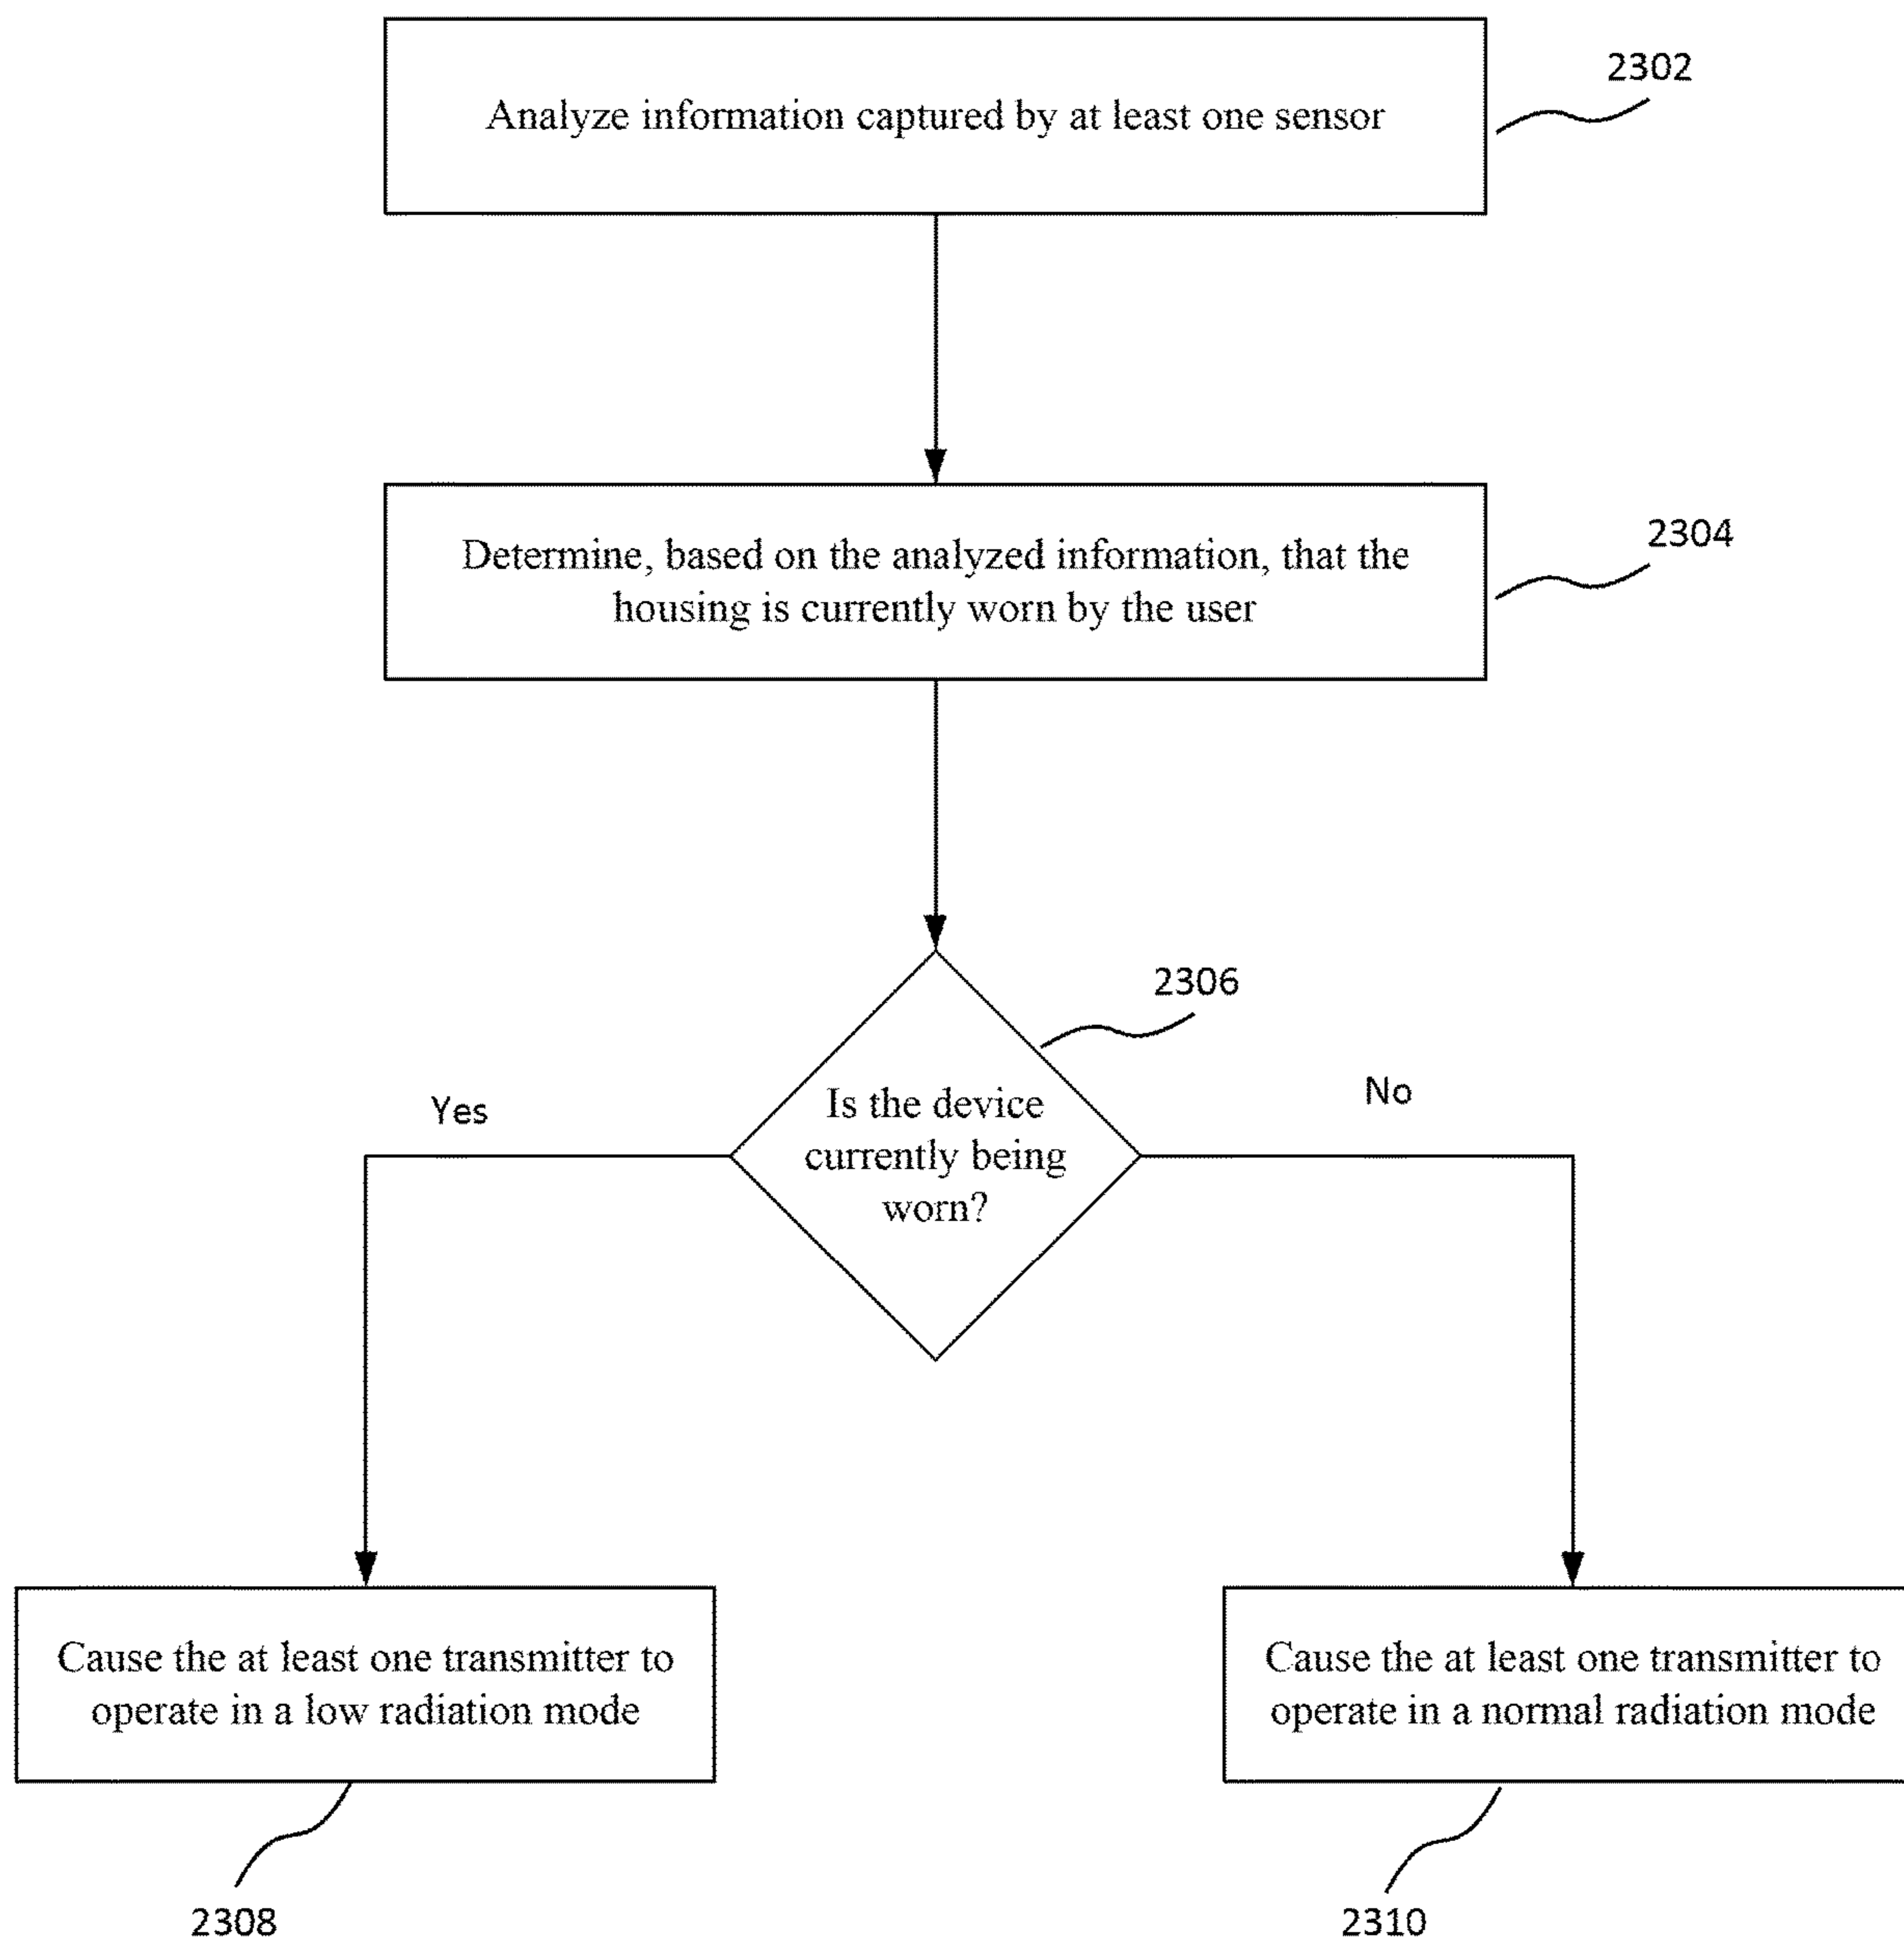 2302
Analyze information captured by at least one sensor
2304
Determine, based on the analyzed information, that the
housing is currently worn by the user
2306
Yes
No
Is the device
currently being
worn?
Cause the at least one transmitter to
operate in a low radiation mode
Cause the at least one transmitter to
operate in a normal radiation mode
2308
2310